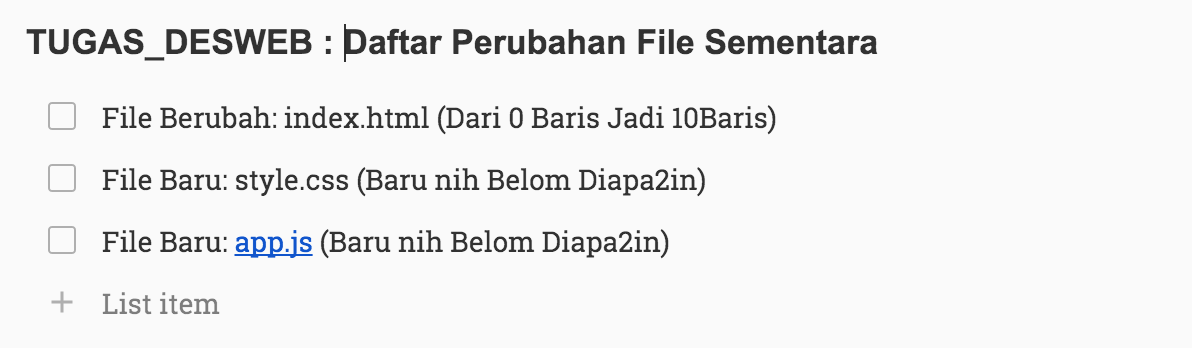 TUGAS_DESWEB : Daftar Perubahan File Sementara
File Berubah: index.html (Dari 0 Baris Jadi 10Baris)
File Baru: style.css (Baru nih Belom Diapa2in)
File Baru: app.js (Baru nih Belom Diapa2in)
List item